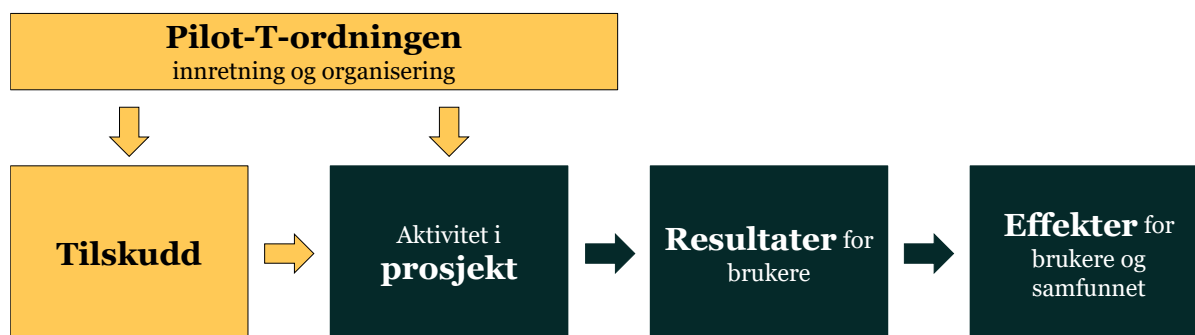 Pilot-T-ordningen
innretning og organisering
Tilskudd
Aktivitet i
prosjekt
Resultater for
brukere
Effekter for
brukere og
samfunnet